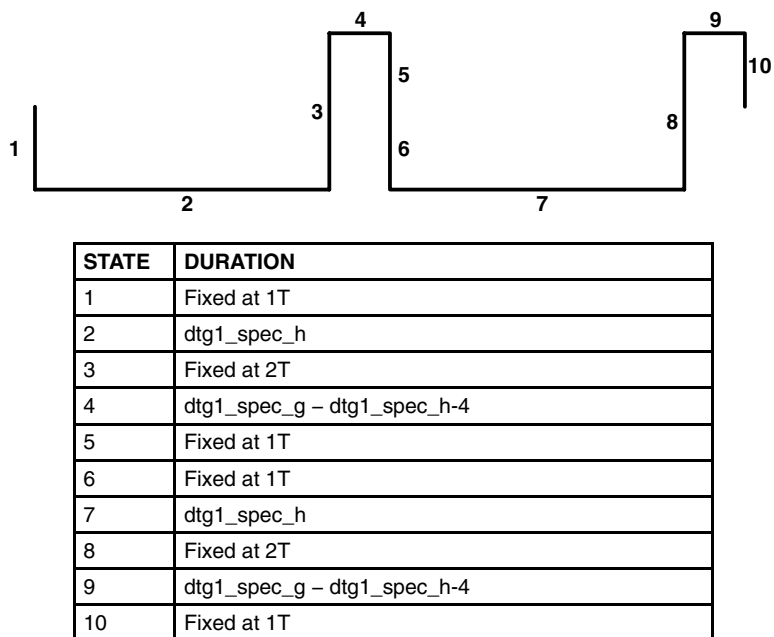 4
9
5
10
3
8
1
6
2
7
STATE DURATION
1 Fixed at 1T
2 dtg1_spec_h
3 Fixed at 2T
4 dtg1_spec_g – dtg1_spec_h-4
5 Fixed at 1T
6 Fixed at 1T
7 dtg1_spec_h
8 Fixed at 2T
9 dtg1_spec_g – dtg1_spec_h-4
10 Fixed at 1T